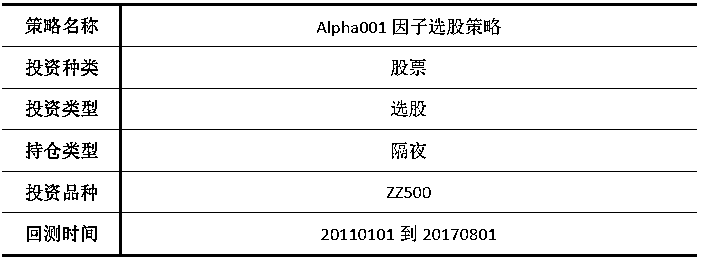 策略名称 Alpha001 因子选股策略
投资种类 股票
投资类型 选股
持仓类型 隔夜
投资品种 ZZ500
回测时间 20110101 到 20170801